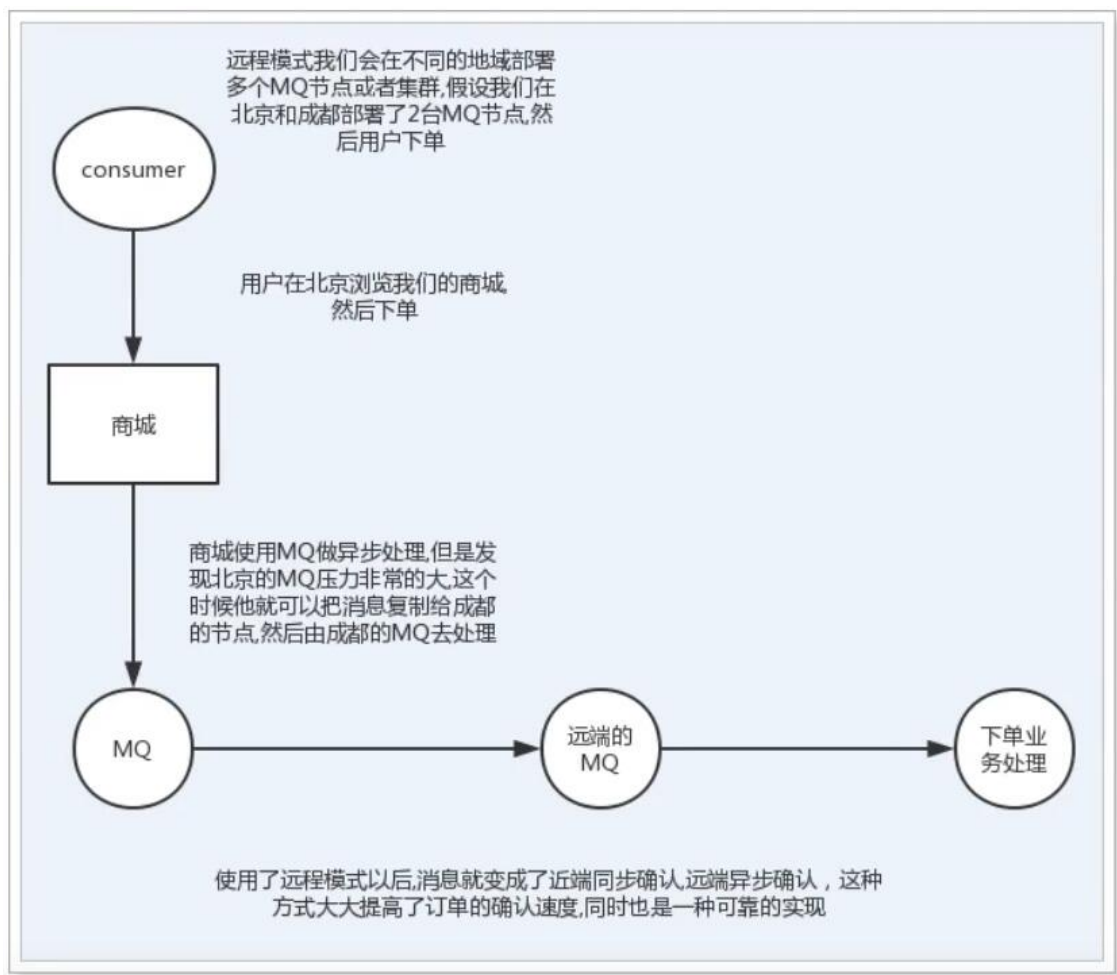 远程模式我们会在不同的地域部署
多个MQ节点或者集群,假设我们在
北京和成都部署了2台MQ节点,然
后用户下单
consumer
用户在北京浏览我们的商城,
然后下单
商城
商城使用MQ做异步处理,但是发
现北京的MQ压力非常的大,这个
时候他就可以把消息复制给成都
的节点,然后由成都的MQ去处理
MQ
远端的
MQ
下单业
务处理
使用了远程模式以后,消息就变成了近端同步确认,远端异步确认，这种
方式大大提高了订单的确认速度,同时也是一种可靠的实现